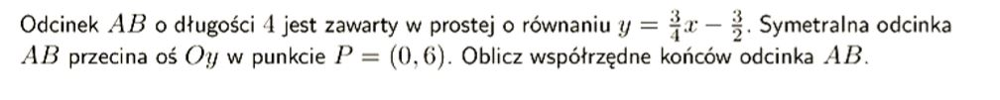 Odcinek $AB$ o długości $4$ jest zawarty w prostej o równaniu $y = \frac{3}{4}x - \frac{3}{2}$. Symetralna odcinka
$AB$ przecina oś $Oy$ w punkcie $P = (0, 6)$. Oblicz współrzędne końców odcinka $AB$.